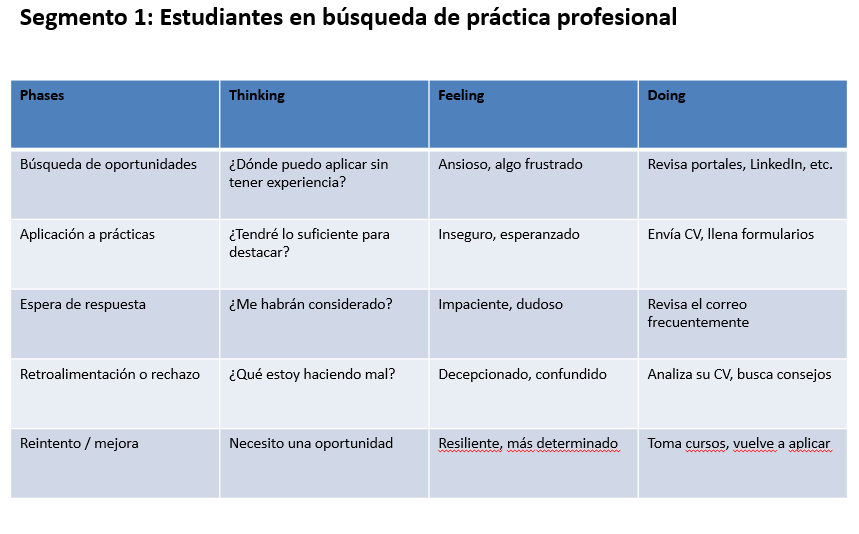 Segmento 1: Estudiantes en búsqueda de práctica profesional
Phases Thinking Feeling Doing
Búsqueda de oportunidades ¿Dónde puedo aplicar sin Ansioso, algo frustrado Revisa portales, LinkedIn, etc.
tener experiencia?
Aplicación a prácticas ¿Tendré lo suficiente para Inseguro, esperanzado Envía CV, llena formularios
destacar?
Espera de respuesta ¿Me habrán considerado? Impaciente, dudoso Revisa el correo
frecuentemente
Retroalimentación o rechazo ¿Qué estoy haciendo mal? Decepcionado, confundido Analiza su CV, busca consejos
Reintento / mejora Necesito una oportunidad Resiliente, más determinado Toma cursos, vuelve a aplicar